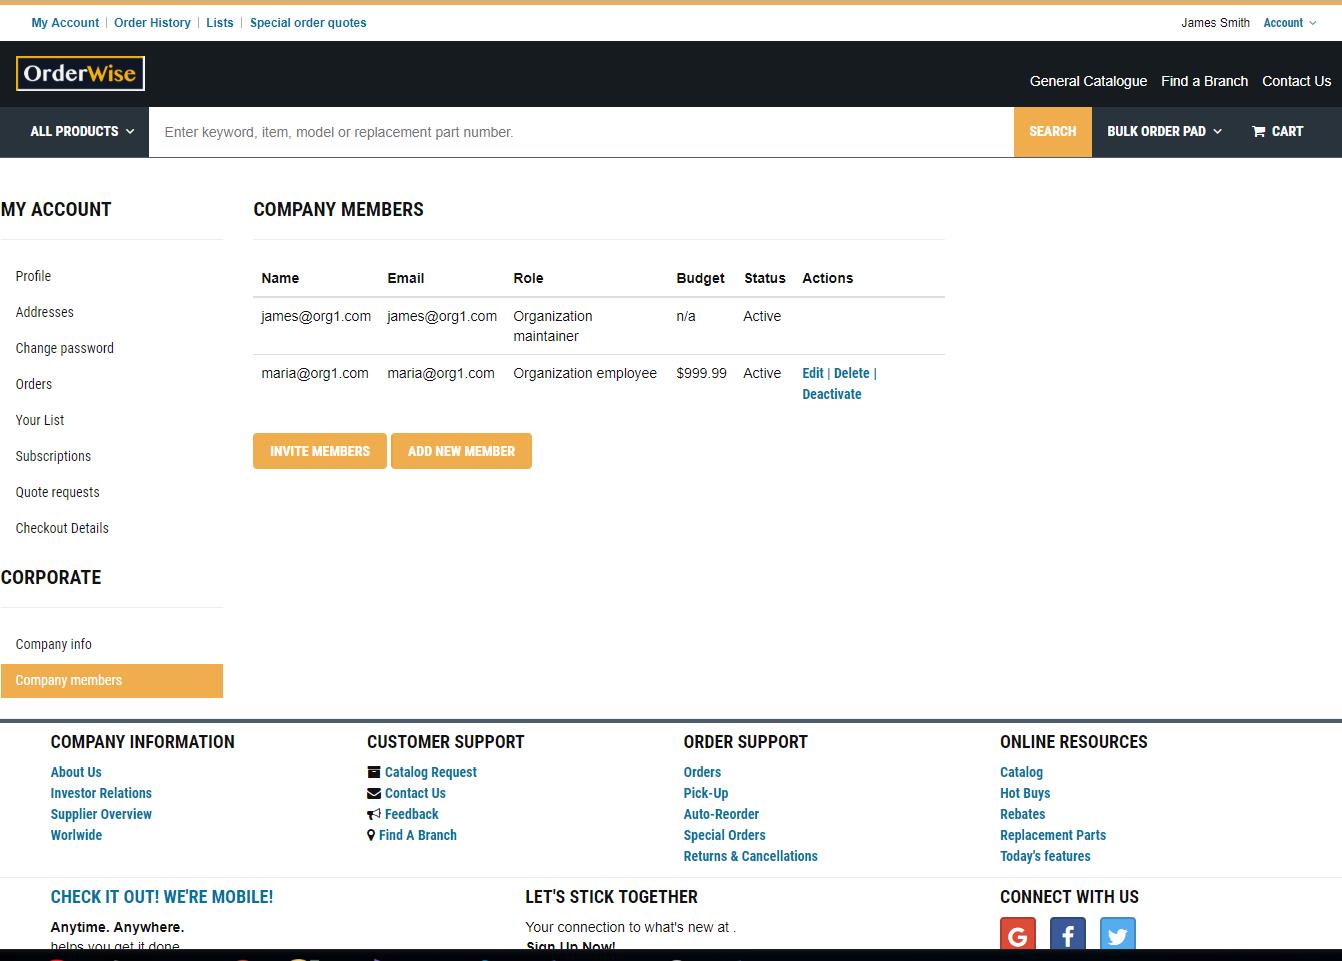 My Account | Order History | Lists | Special order quotes
James Smith Account
OrderWise
General Catalogue Find a Branch Contact Us
ALL PRODUCTS
Enter keyword, item, model or replacement part number.
SEARCH
BULK ORDER PAD
CART
MY ACCOUNT
Profile
Addresses
Change password
Orders
Your List
Subscriptions
Quote requests
Checkout Details
CORPORATE
Company info
Company members
COMPANY MEMBERS
Name Email Role Budget Status Actions
james@org1.com james@org1.com Organization n/a Active
maintainer
maria@org1.com maria@org1.com Organization employee $999.99 Active Edit | Delete |
Deactivate
INVITE MEMBERS ADD NEW MEMBER
COMPANY INFORMATION
About Us
Investor Relations
Supplier Overview
Worlwide
CUSTOMER SUPPORT
Catalog Request
Contact Us
Feedback
Find A Branch
ORDER SUPPORT
Orders
Pick-Up
Auto-Reorder
Special Orders
Returns & Cancellations
ONLINE RESOURCES
Catalog
Hot Buys
Rebates
Replacement Parts
Today's features
CHECK IT OUT! WE'RE MOBILE!
Anytime. Anywhere.
helps you get it done
LET'S STICK TOGETHER
Your connection to what's new at .
Sign Up Now!
CONNECT WITH US